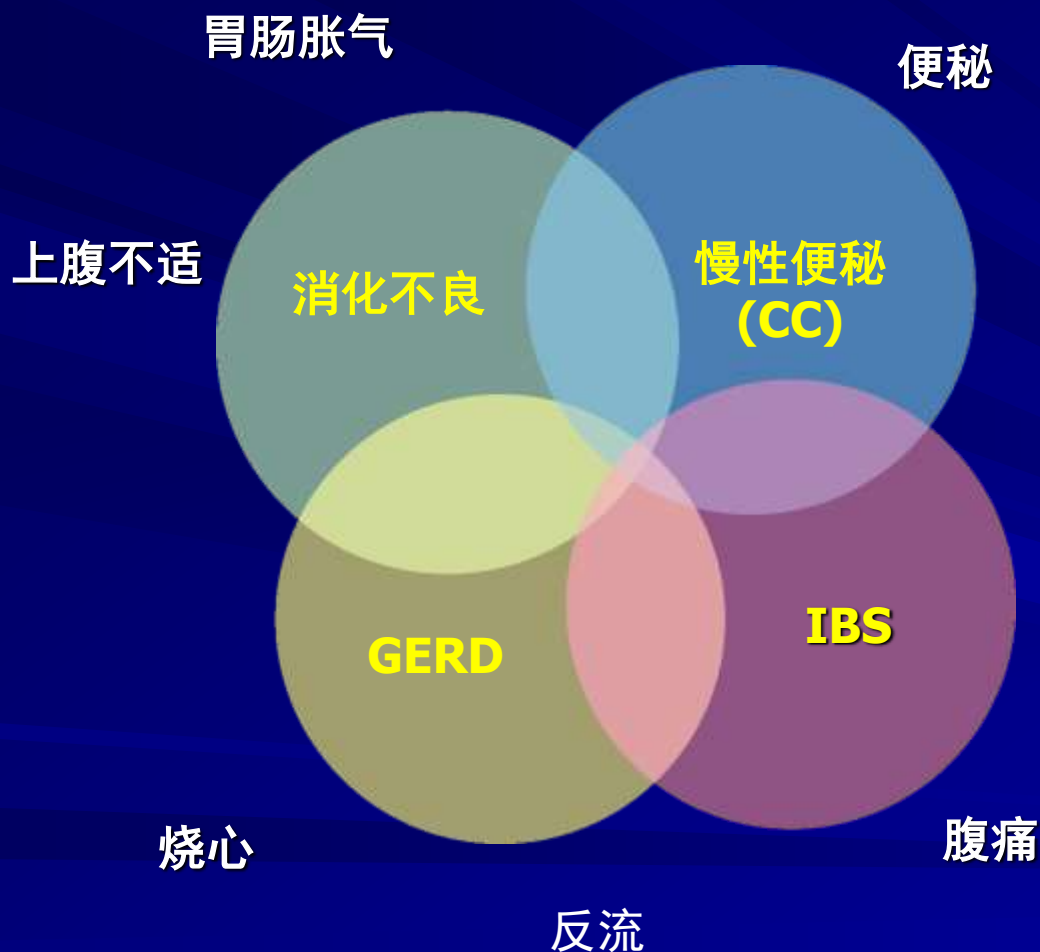 胃肠胀气
便秘
上腹不适
消化不良
慢性便秘
(CC)
GERD
IBS
烧心
腹痛
反流